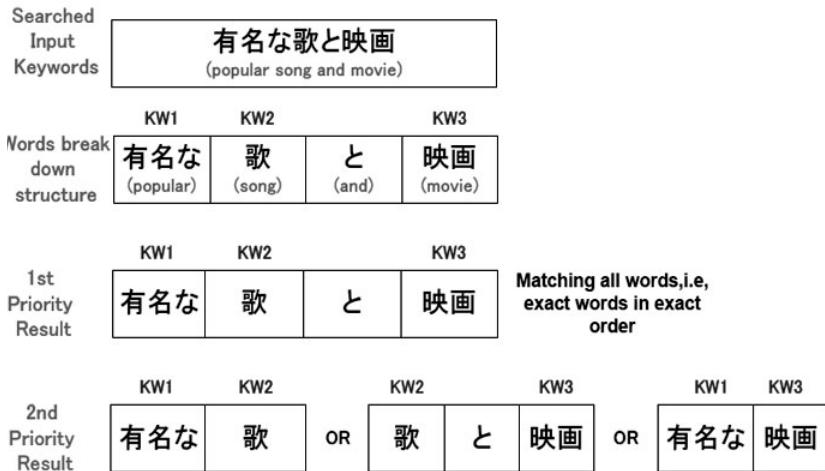 Searched
Input
Keywords
有名な歌と映画
(popular song and movie)
KW1 KW2 KW3
Words break
down
structure
有名な 歌 と 映画
(popular) (song) (and) (movie)
KW1 KW2 KW3
1st
Priority
Result
有名な 歌 と 映画
Matching all words,i.e,
exact words in exact
order
KW1 KW2 KW2 KW3 KW1 KW3
2nd
Priority
Result
有名な 歌 OR 歌 と 映画 OR 有名な 映画